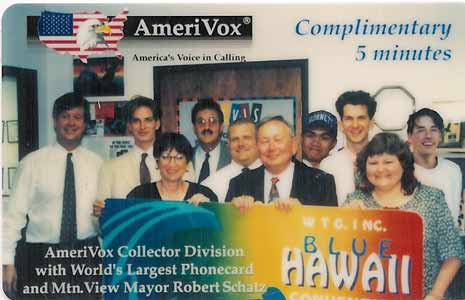 AmeriVox®
America's Voice in Calling
Complimentary
5 minutes
W T G. INC.
BLUE
HAWAII
AmeriVox Collector Division
with World's Largest Phonecard
and Mtn.View Mayor Robert Schatz